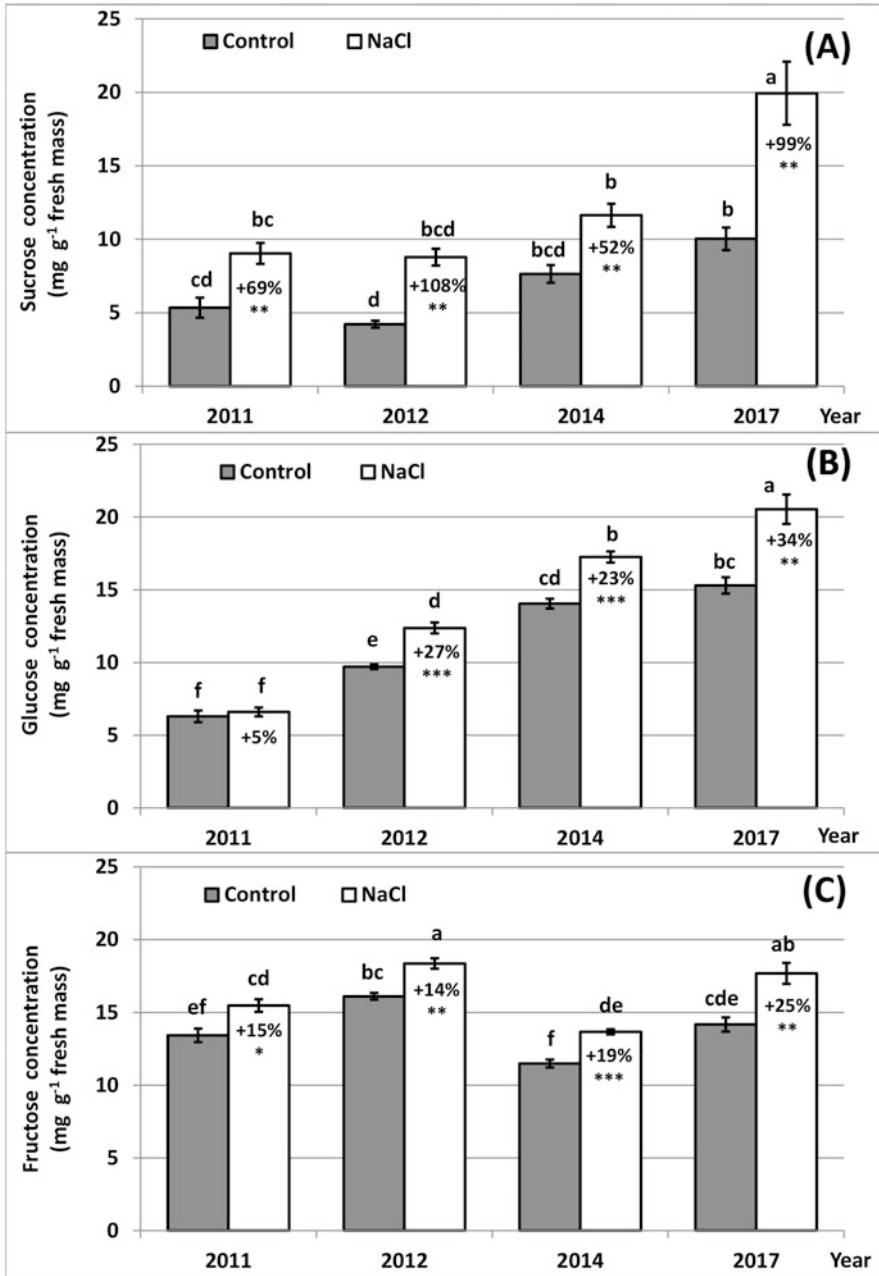 25
Control NaCl
(A)
20
15
10
5
0
Sucrose concentration
(mg g⁻¹ fresh mass)
cd
bc
+69%
**
d
bcd
+108%
**
bcd
b
+52%
**
b
a
+99%
**
2011 2012 2014 2017 Year
25
Control NaCl
(B)
20
15
10
5
0
Glucose concentration
(mg g⁻¹ fresh mass)
f
f
+5%
e
d
+27%
***
cd
b
+23%
***
bc
a
+34%
**
2011 2012 2014 2017 Year
25
Control NaCl
(C)
20
15
10
5
0
Fructose concentration
(mg g⁻¹ fresh mass)
ef
cd
+15%
*
bc
a
+14%
**
f
de
+19%
***
cde
ab
+25%
**
2011 2012 2014 2017 Year